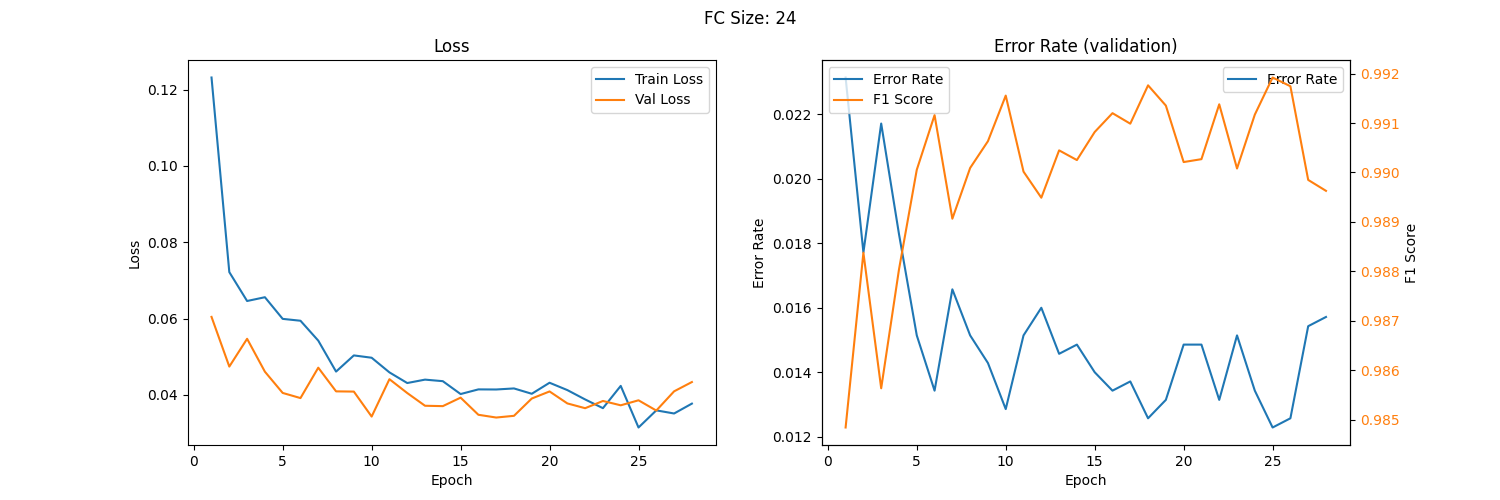 FC Size: 24
Loss
Train Loss
Val Loss
0.12
0.10
0.08
0.06
0.04
Loss
0
5
10
15
20
25
Epoch
Error Rate (validation)
Error Rate
F1 Score
Error Rate
0.022
0.020
0.018
0.016
0.014
0.012
Error Rate
0.992
0.991
0.990
0.989
0.988
0.987
0.986
0.985
F1 Score
0
5
10
15
20
25
Epoch